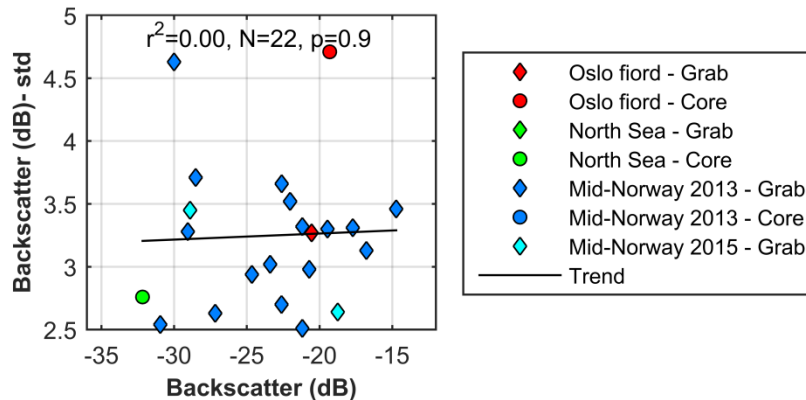 r²=0.00, N=22, p=0.9
5
4.5
4
3.5
3
2.5
Backscatter (dB)- std
-35 -30 -25 -20 -15
Backscatter (dB)
Oslo fiord - Grab
Oslo fiord - Core
North Sea - Grab
North Sea - Core
Mid-Norway 2013 - Grab
Mid-Norway 2013 - Core
Mid-Norway 2015 - Grab
Trend